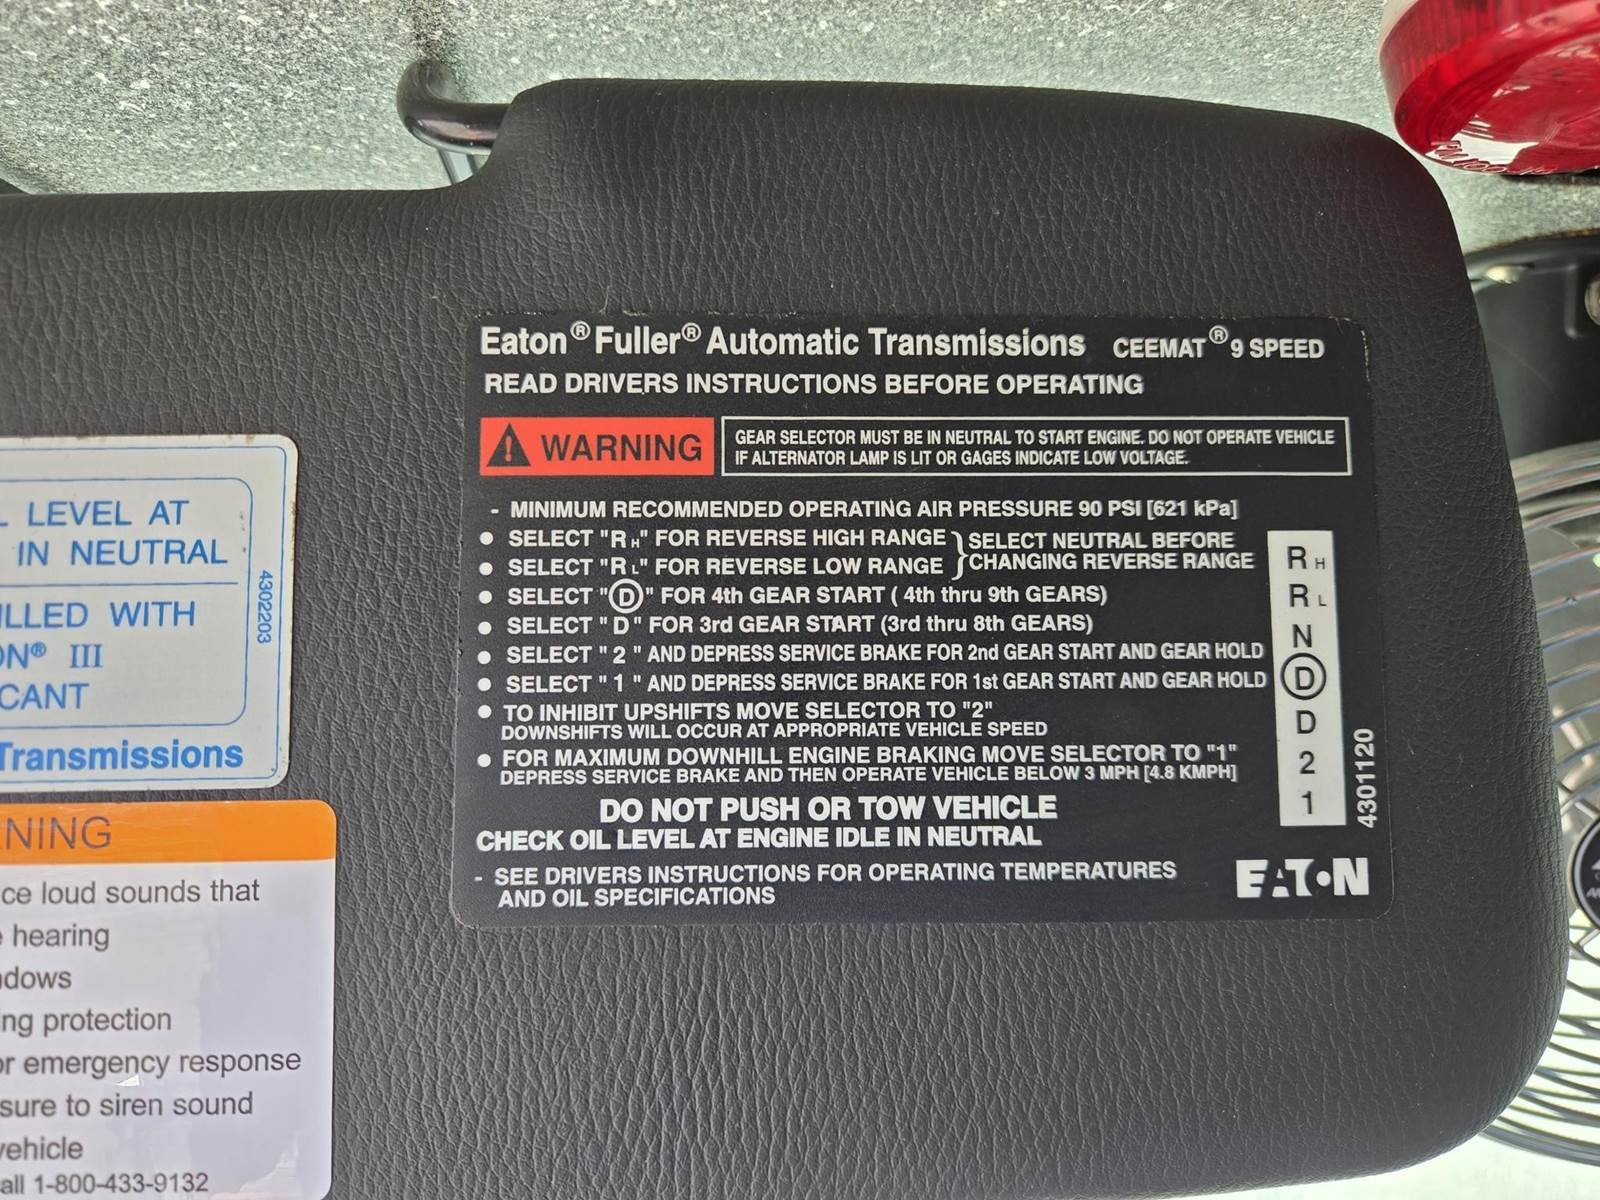 Eaton® Fuller® Automatic Transmissions CEEMAT® 9 SPEED
READ DRIVERS INSTRUCTIONS BEFORE OPERATING
WARNING
GEAR SELECTOR MUST BE IN NEUTRAL TO START ENGINE. DO NOT OPERATE VEHICLE
IF ALTERNATOR LAMP IS LIT OR GAGES INDICATE LOW VOLTAGE.
- MINIMUM RECOMMENDED OPERATING AIR PRESSURE 90 PSI [621 kPa]
• SELECT "R H" FOR REVERSE HIGH RANGE
• SELECT "R L" FOR REVERSE LOW RANGE
SELECT NEUTRAL BEFORE
CHANGING REVERSE RANGE
• SELECT "Ⓓ" FOR 4th GEAR START ( 4th thru 9th GEARS)
• SELECT "D" FOR 3rd GEAR START (3rd thru 8th GEARS)
• SELECT "2 " AND DEPRESS SERVICE BRAKE FOR 2nd GEAR START AND GEAR HOLD
• SELECT "1 " AND DEPRESS SERVICE BRAKE FOR 1st GEAR START AND GEAR HOLD
• TO INHIBIT UPSHIFTS MOVE SELECTOR TO "2"
DOWNSHIFTS WILL OCCUR AT APPROPRIATE VEHICLE SPEED
• FOR MAXIMUM DOWNHILL ENGINE BRAKING MOVE SELECTOR TO "1"
DEPRESS SERVICE BRAKE AND THEN OPERATE VEHICLE BELOW 3 MPH [4.8 KMPH]
DO NOT PUSH OR TOW VEHICLE
CHECK OIL LEVEL AT ENGINE IDLE IN NEUTRAL
- SEE DRIVERS INSTRUCTIONS FOR OPERATING TEMPERATURES
AND OIL SPECIFICATIONS
R H
R L
N
Ⓓ
D
2
1
4301120
EATON
LEVEL AT
IN NEUTRAL
ILLED WITH
ON® III
CANT
Transmissions
4302203
NING
ce loud sounds that
hearing
dows
ing protection
or emergency response
sure to siren sound
vehicle
all 1-800-433-9132